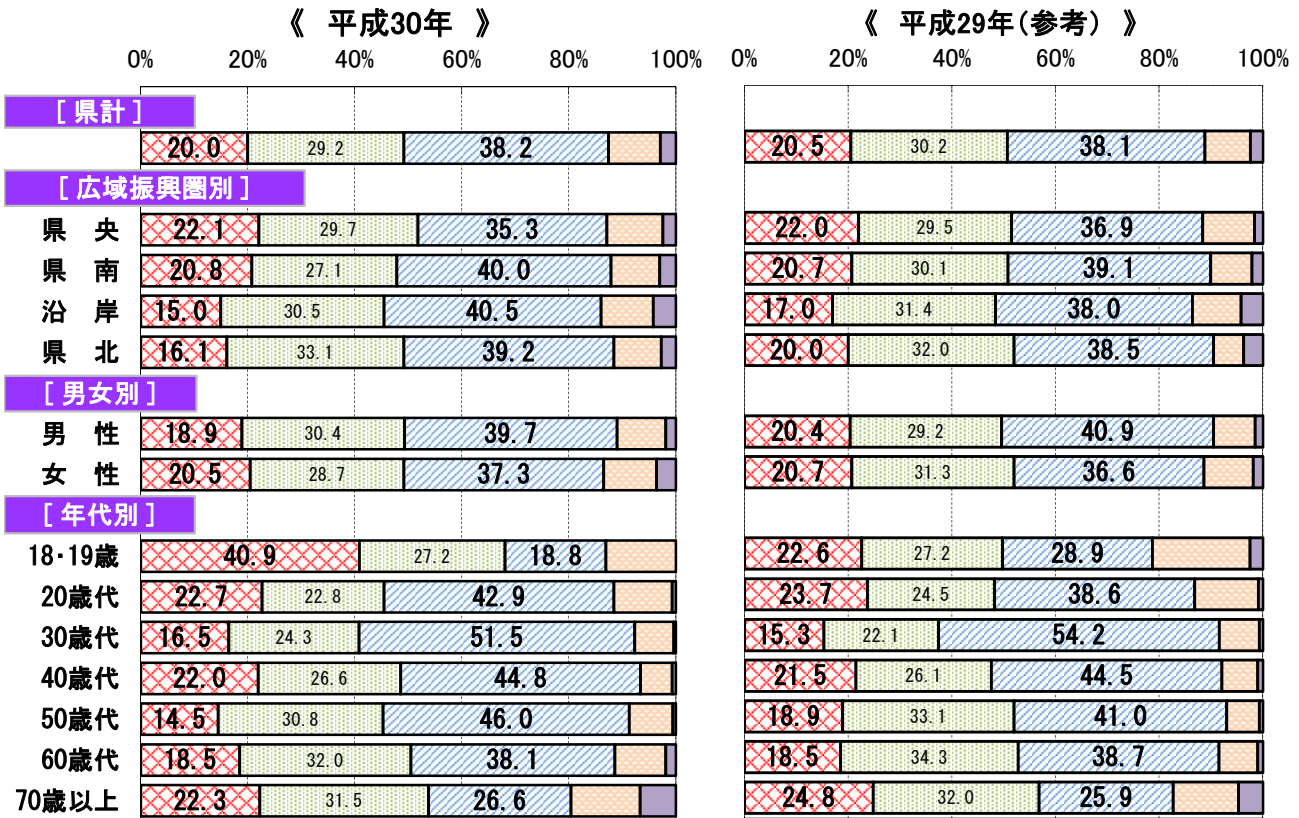 《 平成30年 》 《 平成29年(参考) 》
0% 20% 40% 60% 80% 100% 0% 20% 40% 60% 80% 100%
[ 県計 ]
20.0 29.2 38.2 20.5 30.2 38.1
[ 広域振興圏別 ]
県 央 22.1 29.7 35.3 22.0 29.5 36.9
県 南 20.8 27.1 40.0 20.7 30.1 39.1
沿 岸 15.0 30.5 40.5 17.0 31.4 38.0
県 北 16.1 33.1 39.2 20.0 32.0 38.5
[ 男女別 ]
男 性 18.9 30.4 39.7 20.4 29.2 40.9
女 性 20.5 28.7 37.3 20.7 31.3 36.6
[ 年代別 ]
18・19歳 40.9 27.2 18.8 22.6 27.2 28.9
20歳代 22.7 22.8 42.9 23.7 24.5 38.6
30歳代 16.5 24.3 51.5 15.3 22.1 54.2
40歳代 22.0 26.6 44.8 21.5 26.1 44.5
50歳代 14.5 30.8 46.0 18.9 33.1 41.0
60歳代 18.5 32.0 38.1 18.5 34.3 38.7
70歳以上 22.3 31.5 26.6 24.8 32.0 25.9